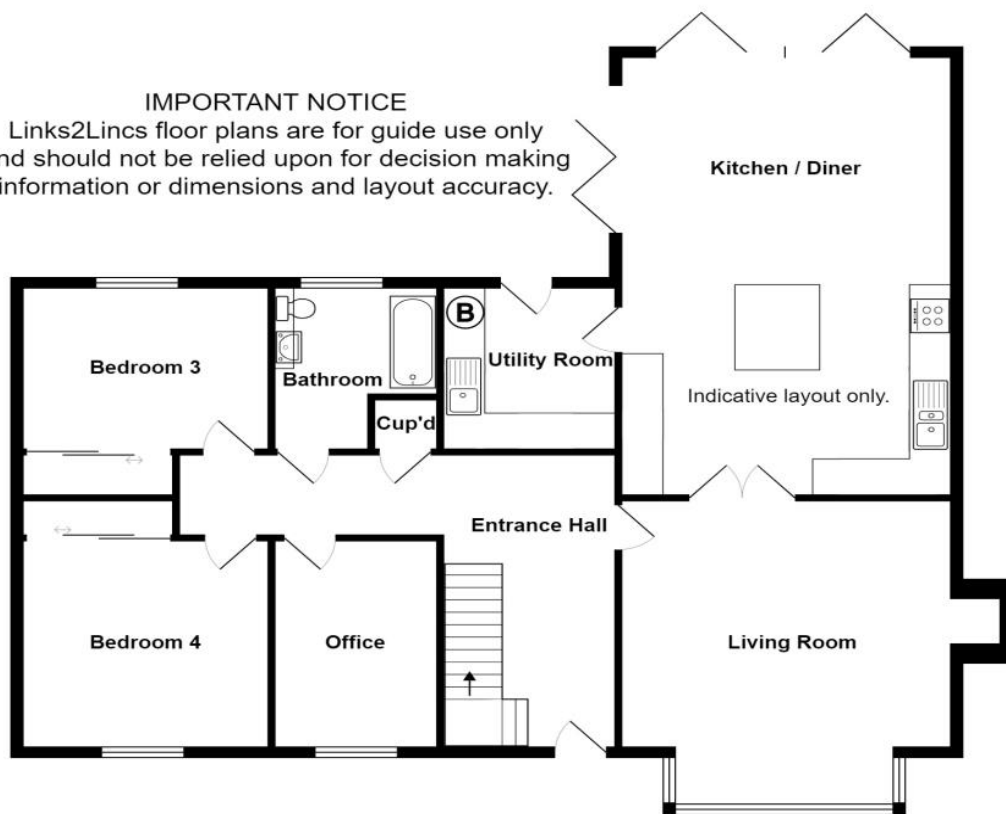 IMPORTANT NOTICE
Links2Lincs floor plans are for guide use only
nd should not be relied upon for decision making
information or dimensions and layout accuracy.
Kitchen / Diner
Bedroom 3
Bathroom
B
Utility Room
Cup'd
Indicative layout only.
Entrance Hall
Bedroom 4
Office
Living Room